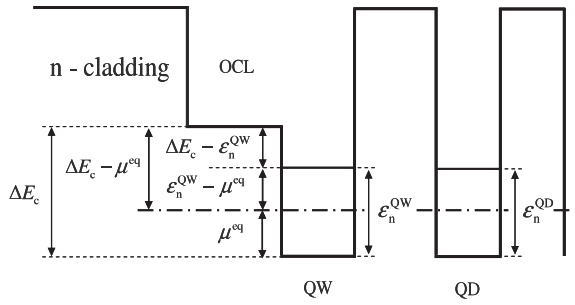 n - cladding OCL
ΔE_c − ε_n^QW
ΔE_c − μ^eq
ε_n^QW − μ^eq
ΔE_c
ε_n^QW ε_n^QD
μ^eq
QW QD